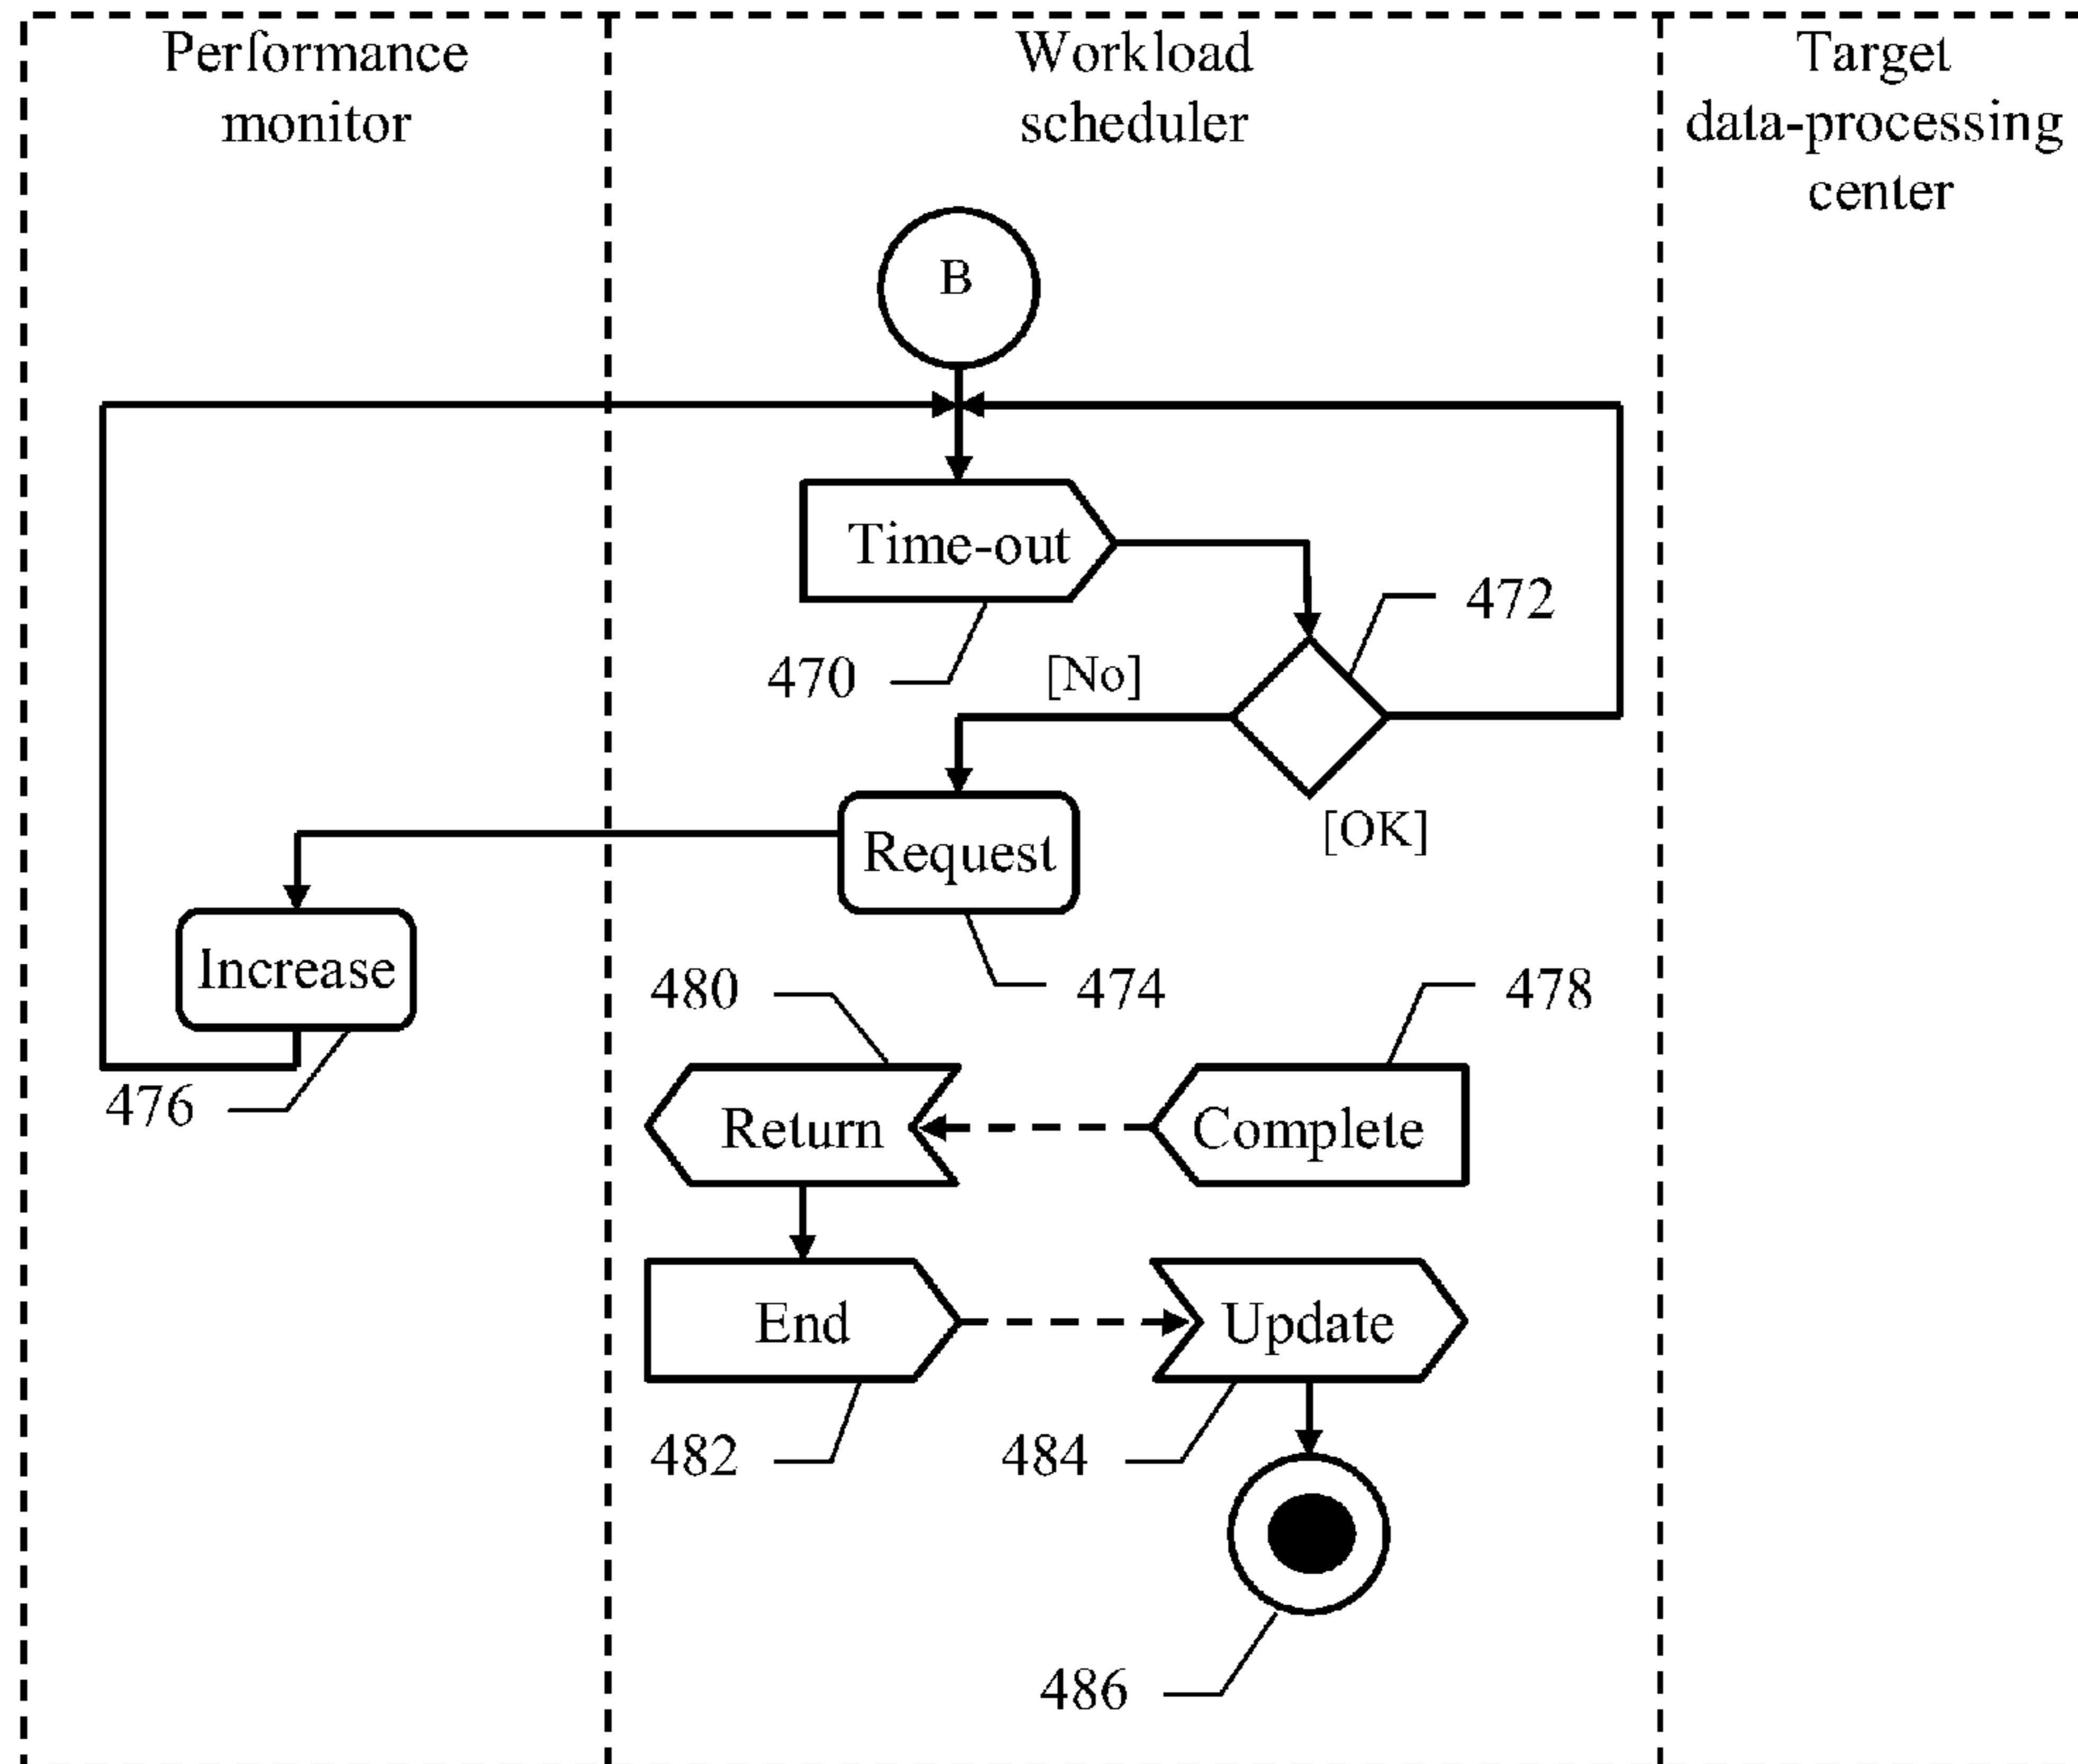 Performance
monitor
Workload
scheduler
Target
data-processing
center
B
Time-out
472
470
[No]
[OK]
Request
Increase
480
474
478
476
Return
Complete
End
Update
482
484
486